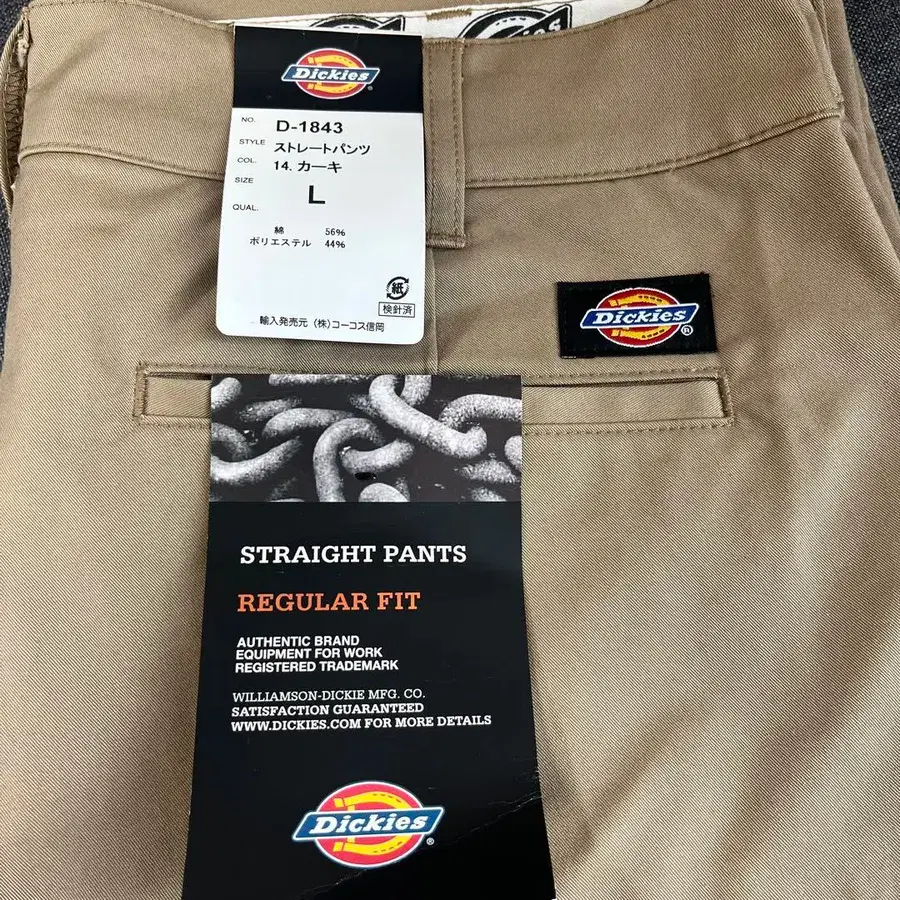 Dickies
Dickies
NO. D-1843
STYLE ストレートパンツ
COL. 14. カーキ
SIZE L
QUAL.
綿 56%
ポリエステル 44%
紙
検針済
輸入発売元 (株)コーコス信岡
Dickies
STRAIGHT PANTS
REGULAR FIT
AUTHENTIC BRAND
EQUIPMENT FOR WORK
REGISTERED TRADEMARK
WILLIAMSON-DICKIE MFG. CO.
SATISFACTION GUARANTEED
WWW.DICKIES.COM FOR MORE DETAILS
Dickies